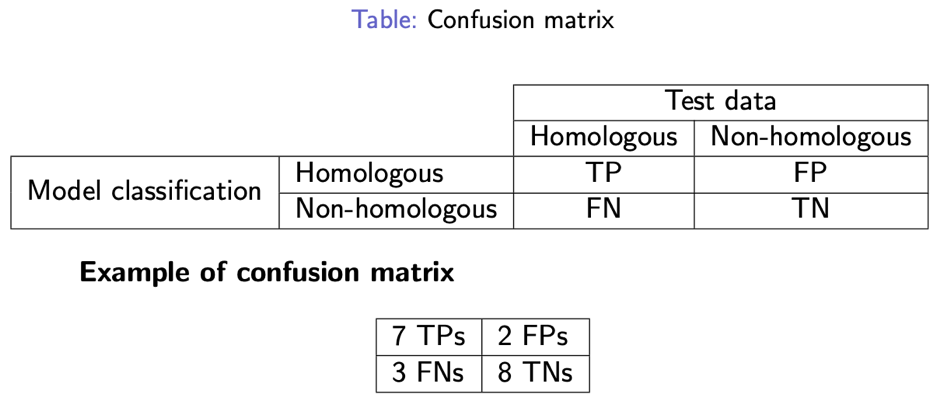 Table: Confusion matrix
Test data
Homologous Non-homologous
Model classification
Homologous TP FP
Non-homologous FN TN
Example of confusion matrix
7 TPs 2 FPs
3 FNs 8 TNs